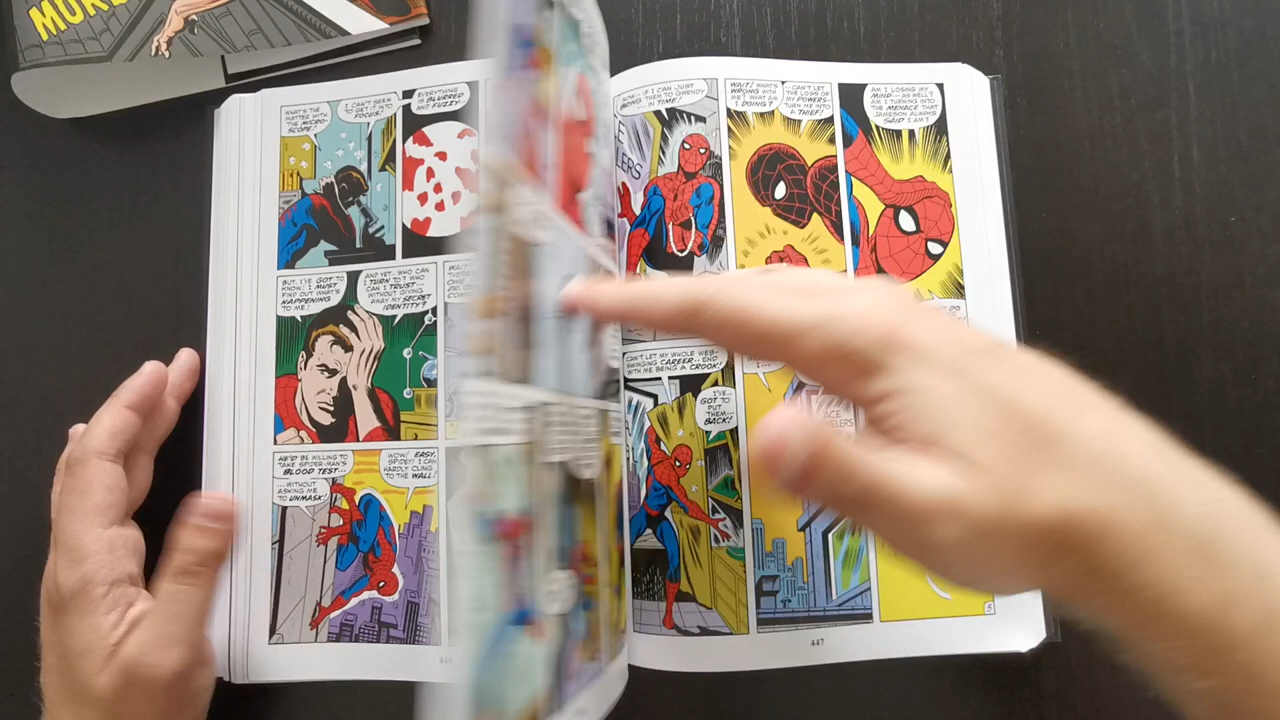 WHAT'S THE
MATTER WITH
THE MICRO-
SCOPE!
I CAN'T SEEM
TO GET IT INTO
FOCUS!
EVERYTHING
IS BLURRED
AND FUZZY...
BUT, I'VE GOT TO
KNOW! I MUST
FIND OUT WHAT'S
HAPPENING
TO ME!
AND YET.. WHO CAN
I TURN TO? WHO
CAN I TRUST...
WITHOUT GIVING
AWAY MY SECRET
IDENTITY?
HE'D BE WILLING TO
TAKE SPIDER-MAN'S
BLOOD TEST...
...WITHOUT
ASKING ME
TO UNMASK!
WOW! EASY,
SPIDEY! I CAN
HARDLY CLING
TO THE WALL!
NOW.. IF I CAN JUST
BRING THEM TO GWENDY
... IN TIME!
LERS
WAIT! WHAT'S
WRONG WITH
ME? WHAT AM
I DOING?
..CAN'T LET
THE LOSS OF
MY POWERS..
TURN ME INTO
A THIEF!
AM I LOSING MY
MIND... AS WELL?
AM I TURNING INTO
THE MENACE THAT
JAMESON ALWAYS
SAID I AM?
CAN'T LET MY WHOLE WEB-
SWINGING CAREER.. END
WITH ME BEING A CROOK!
I'VE..
GOT TO
PUT
THEM...
BACK!
I...
ACE
5
447